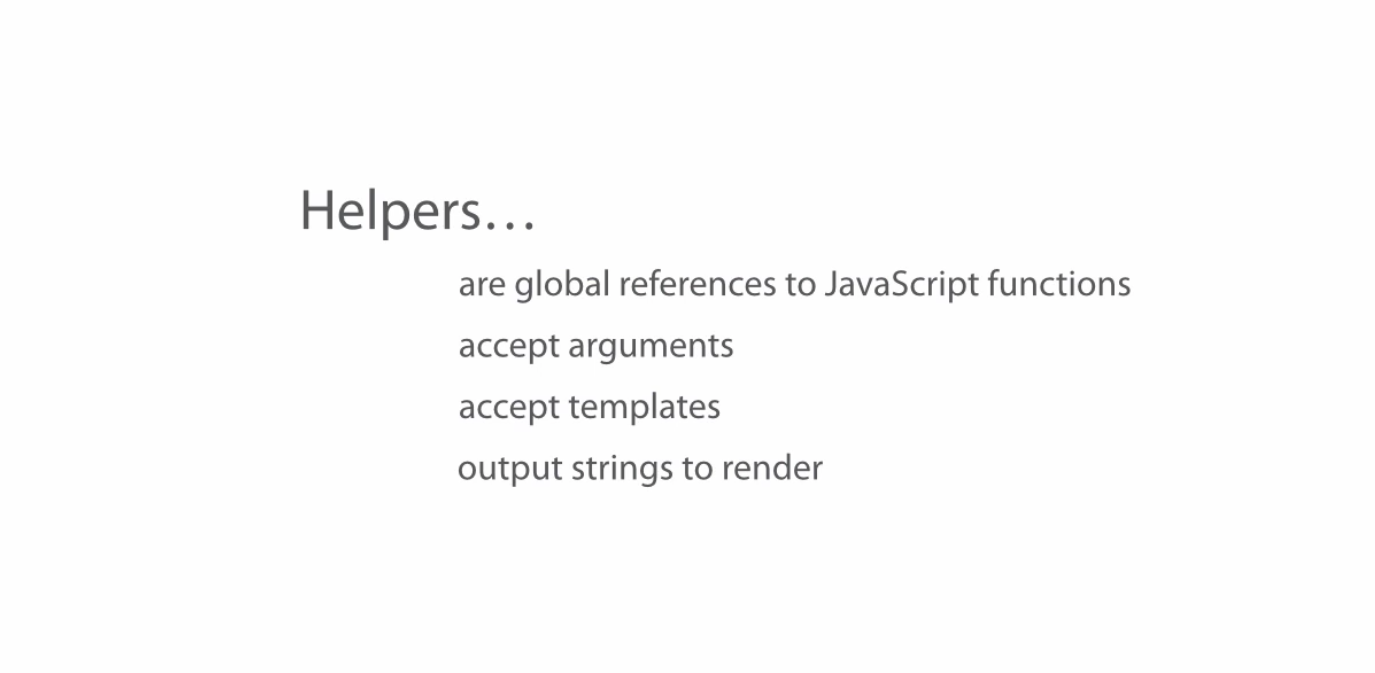 Helpers…
are global references to JavaScript functions
accept arguments
accept templates
output strings to render